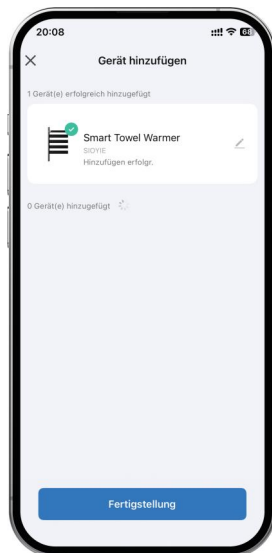 20:08
68
Gerät hinzufügen
1 Gerät(e) erfolgreich hinzugefügt
Smart Towel Warmer
SIOYIE
Hinzufügen erfolgr.
0 Gerät(e) hinzugefügt
Fertigstellung